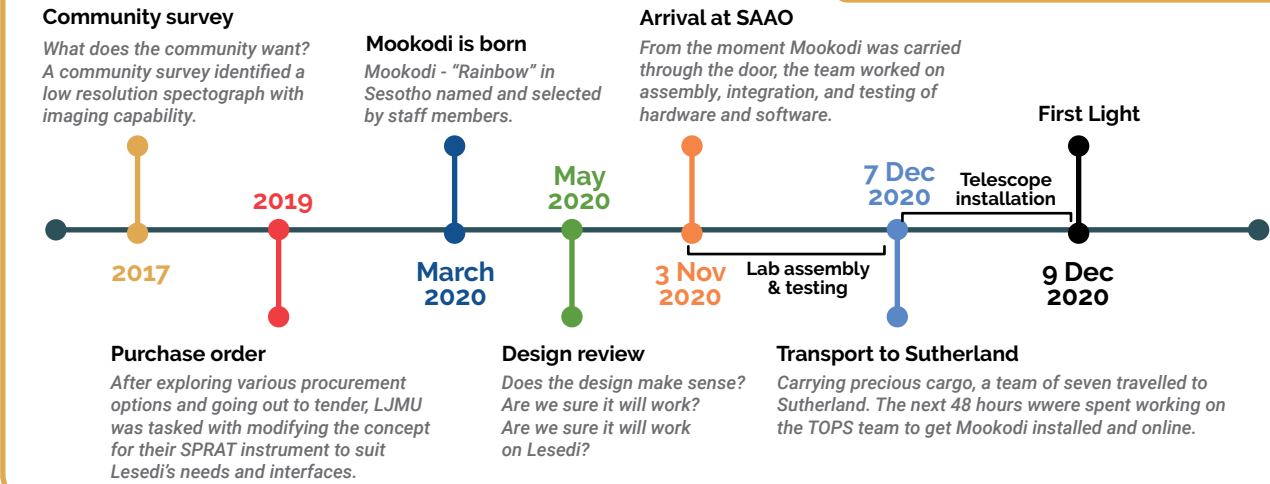 Community survey
What does the community want?
A community survey identified a
low resolution spectograph with
imaging capability.
2017
2019
Purchase order
After exploring various procurement
options and going out to tender, LJMU
was tasked with modifying the concept
for their SPRAT instrument to suit
Lesedi's needs and interfaces.
Mookodi is born
Mookodi - “Rainbow” in
Sesotho named and selected
by staff members.
March
2020
May
2020
Design review
Does the design make sense?
Are we sure it will work?
Are we sure it will work
on Lesedi?
Arrival at SAAO
From the moment Mookodi was carried
through the door, the team worked on
assembly, integration, and testing of
hardware and software.
3 Nov
2020
Lab assembly
& testing
7 Dec
2020
Transport to Sutherland
Carrying precious cargo, a team of seven travelled to
Sutherland. The next 48 hours wwere spent working on
the TOPS team to get Mookodi installed and online.
Telescope
installation
First Light
9 Dec
2020